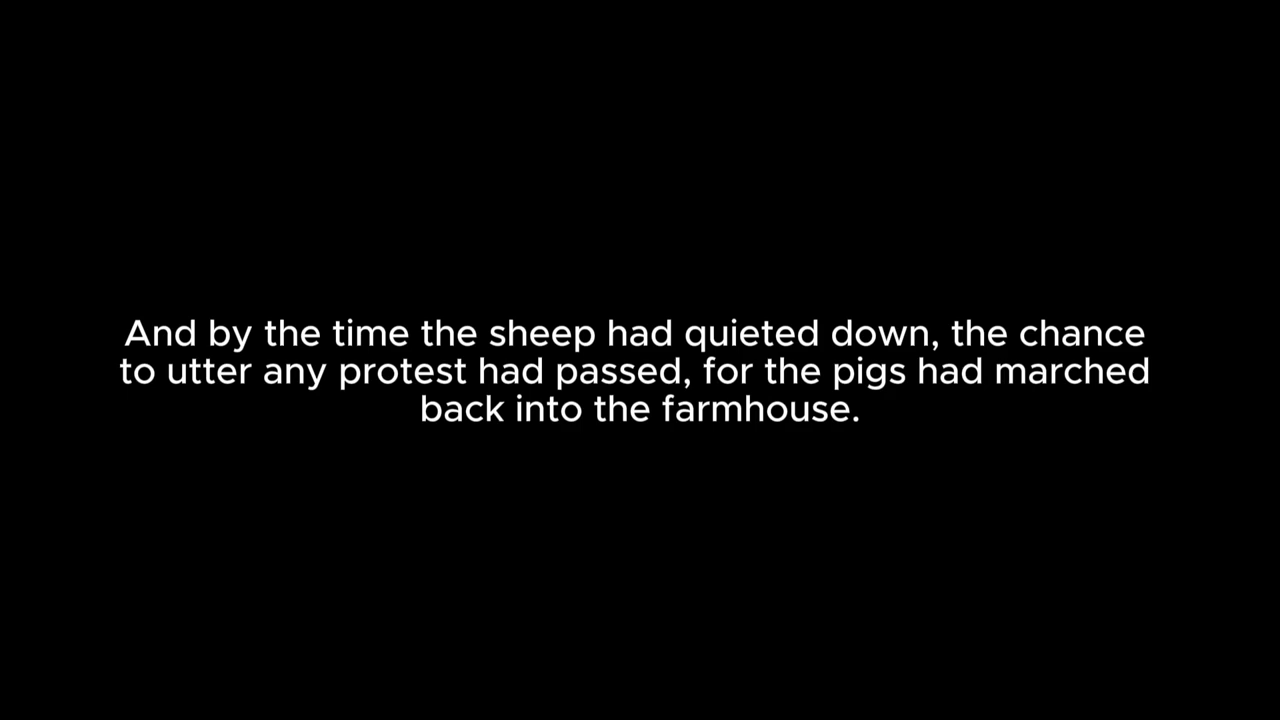 And by the time the sheep had quieted down, the chance
to utter any protest had passed, for the pigs had marched
back into the farmhouse.